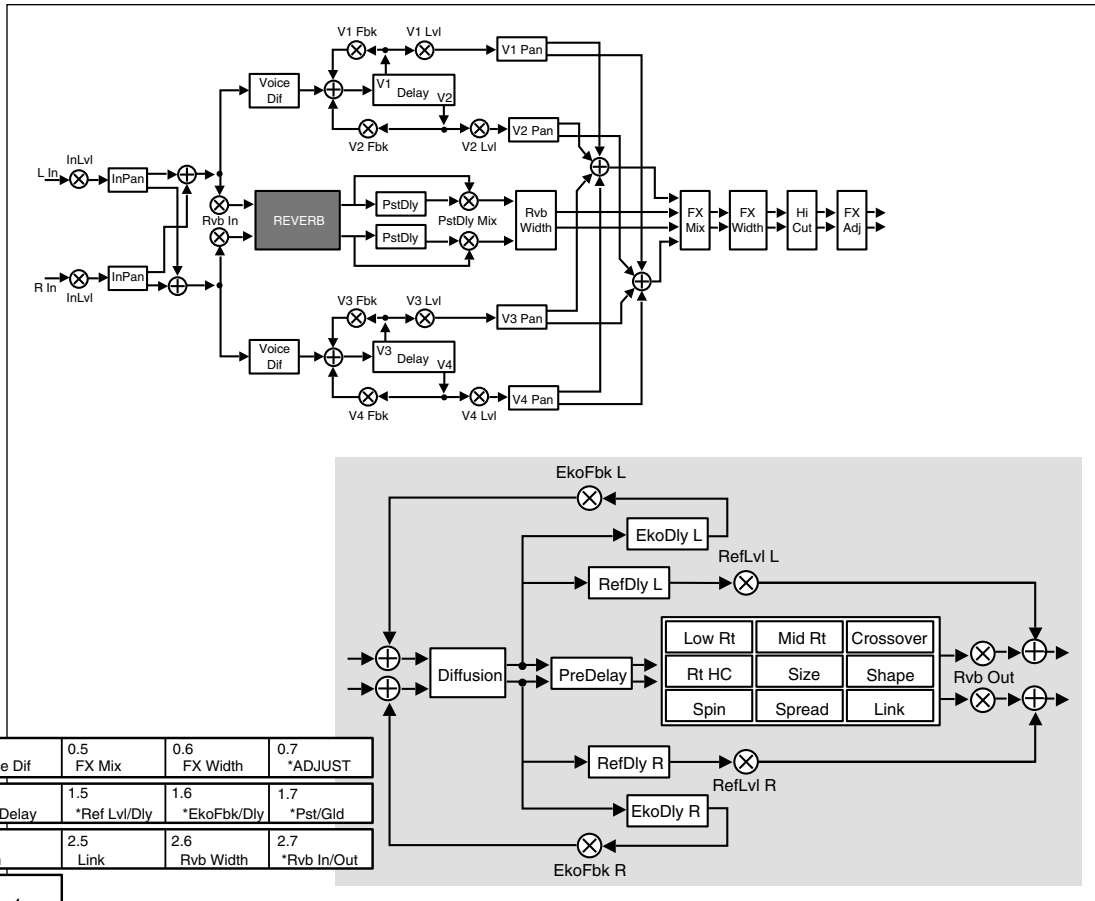 V1 Fbk V1 Lvl
V1 Pan
Voice
Dif
V1
Delay
V2
V2 Fbk V2 Lvl
V2 Pan
L In
InLvl
InPan
Rvb In
REVERB
PstDly
PstDly
PstDly Mix
Rvb
Width
FX
Mix
FX
Width
Hi
Cut
FX
Adj
R In
InLvl
InPan
V3 Fbk V3 Lvl
V3 Pan
Voice
Dif
V3
Delay
V4
V4 Fbk V4 Lvl
V4 Pan
EkoFbk L
EkoDly L
RefDly L
RefLvl L
Diffusion
PreDelay
Low Rt Mid Rt Crossover
Rt HC Size Shape
Spin Spread Link
Rvb Out
RefDly R
RefLvl R
EkoDly R
EkoFbk R
0.5 0.6 0.7
e Dif FX Mix FX Width *ADJUST
1.5 1.6 1.7
Delay *Ref Lvl/Dly *EkoFbk/Dly *Pst/Gld
2.5 2.6 2.7
Link Rvb Width *Rvb In/Out